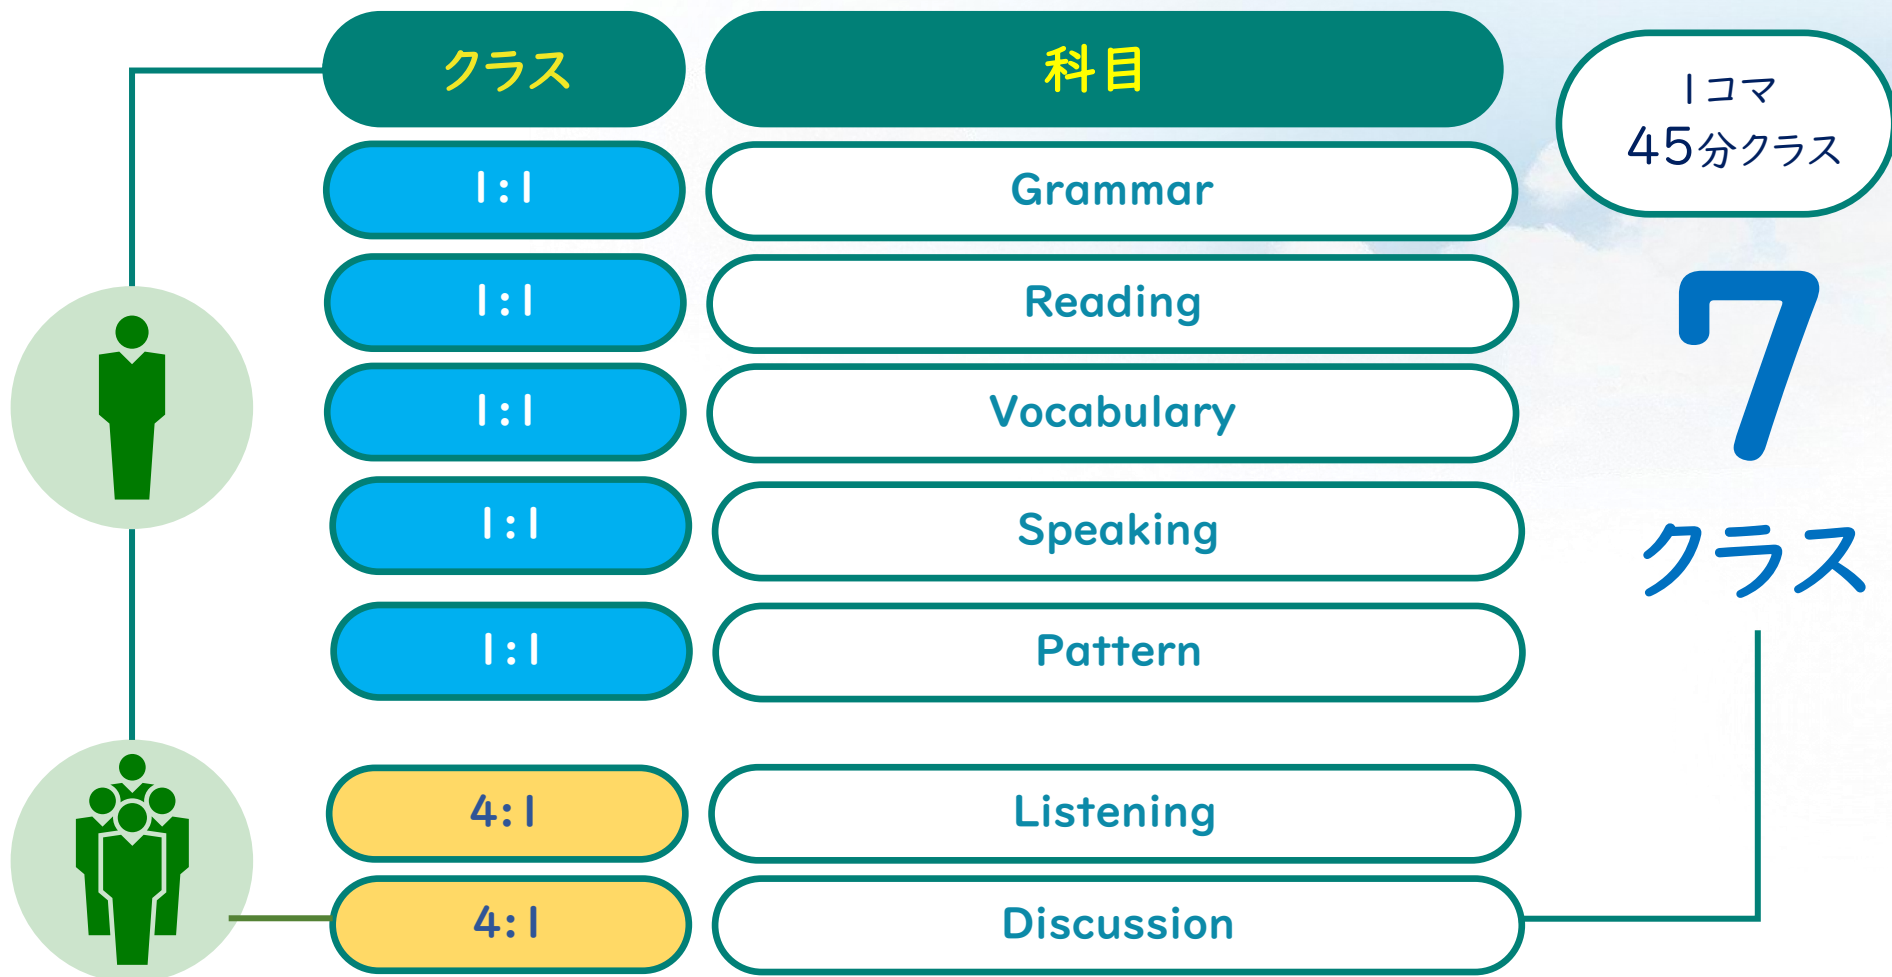 クラス 科目
1:1 Grammar
1:1 Reading
1:1 Vocabulary
1:1 Speaking
1:1 Pattern
4:1 Listening
4:1 Discussion
1コマ
45分クラス
7
クラス